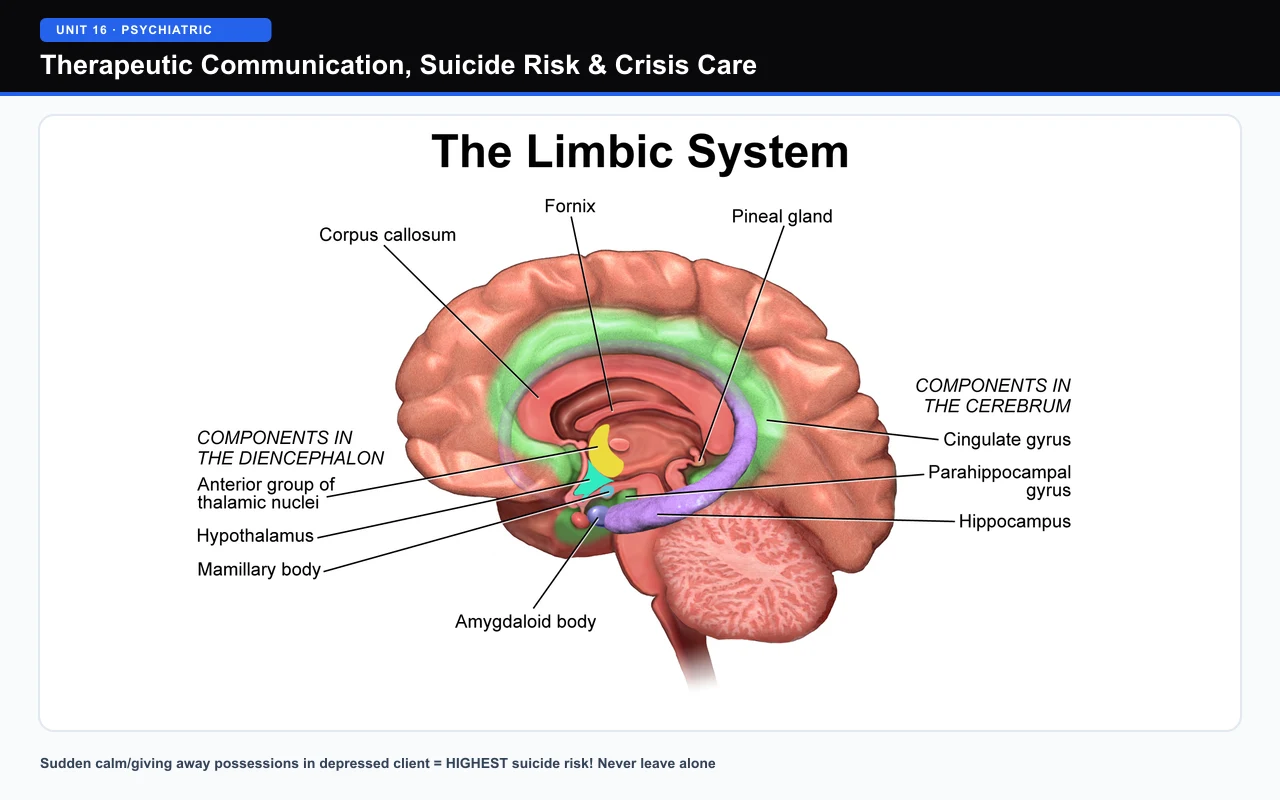 UNIT 16 · PSYCHIATRIC
Therapeutic Communication, Suicide Risk & Crisis Care
The Limbic System
Fornix
Pineal gland
Corpus callosum
COMPONENTS IN
THE CEREBRUM
Cingulate gyrus
Parahippocampal
gyrus
Hippocampus
COMPONENTS IN
THE DIENCEPHALON
Anterior group of
thalamic nuclei
Hypothalamus
Mamillary body
Amygdaloid body
Sudden calm/giving away possessions in depressed client = HIGHEST suicide risk! Never leave alone